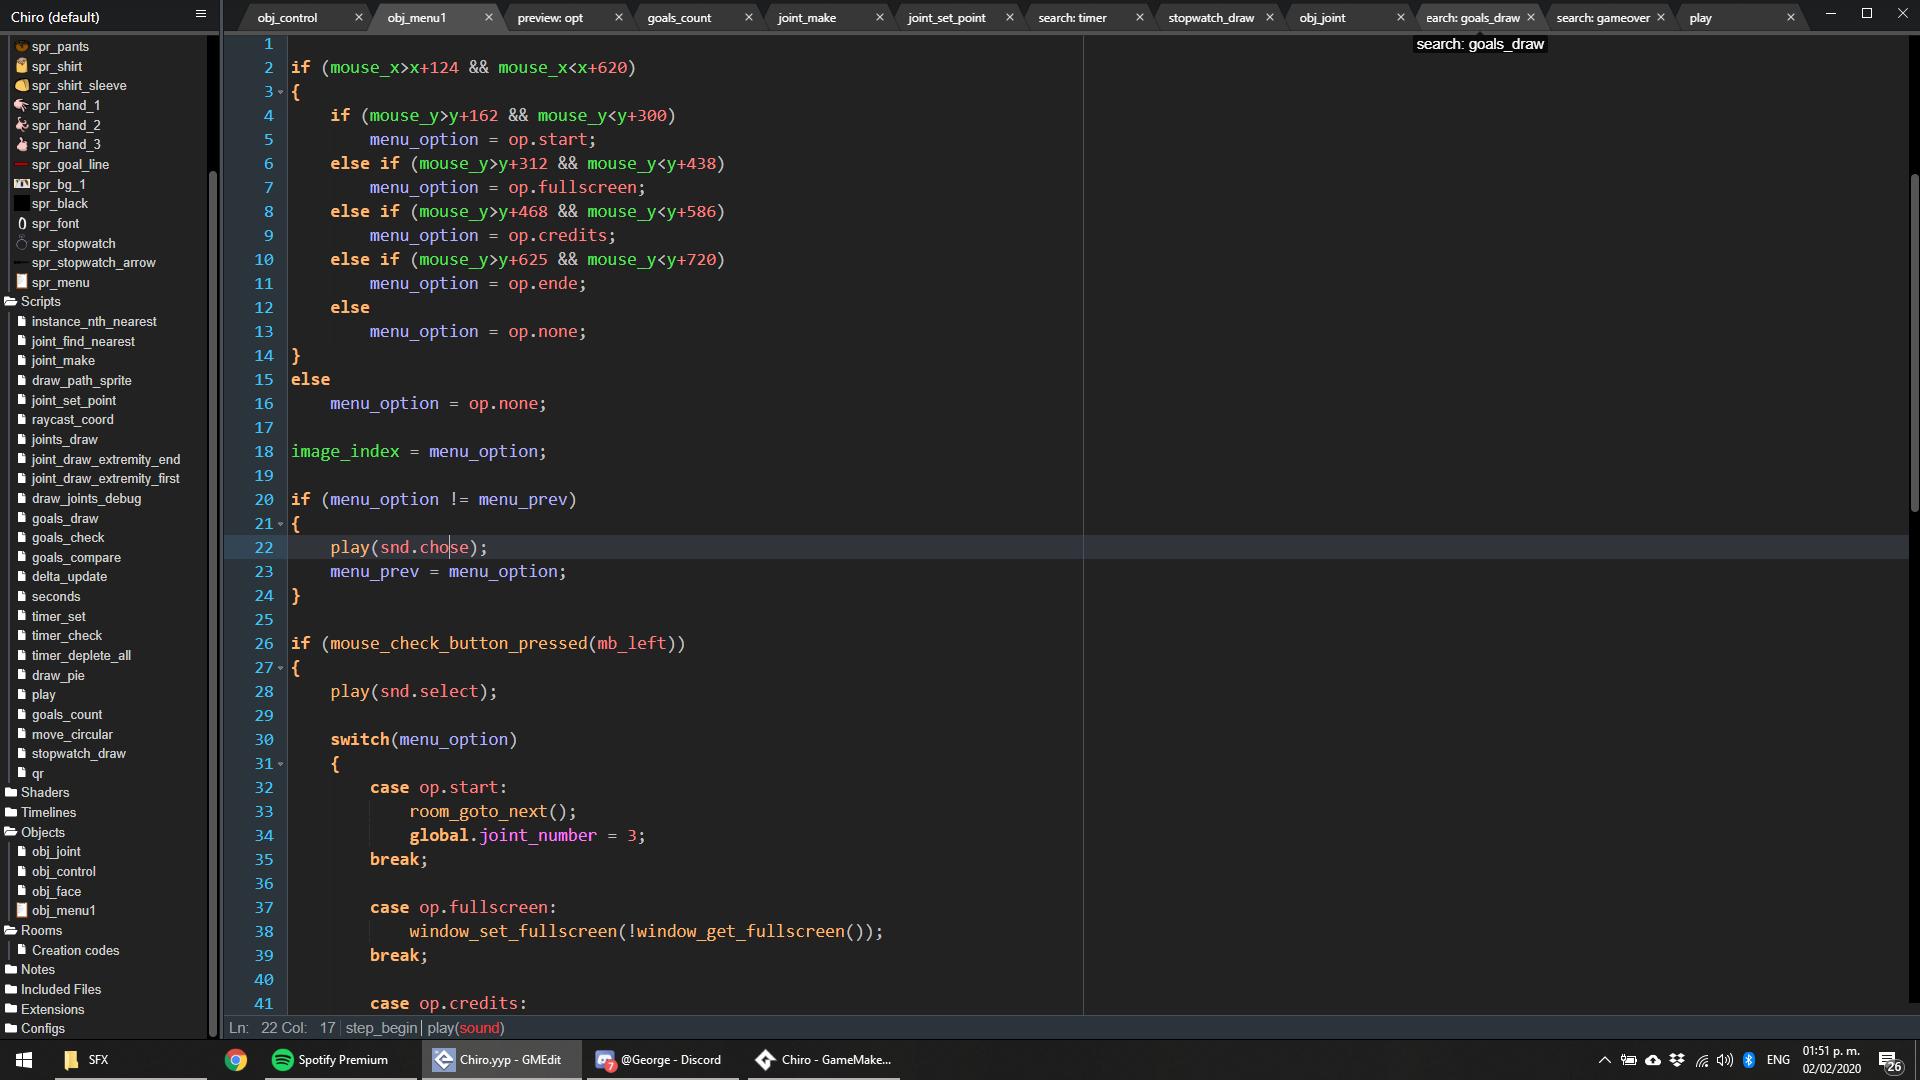 Chiro (default)
obj_control
obj_menu1
preview: opt
goals_count
joint_make
joint_set_point
search: timer
stopwatch_draw
obj_joint
earch: goals_draw
search: gameover
play
search: goals_draw
spr_pants
spr_shirt
spr_shirt_sleeve
spr_hand_1
spr_hand_2
spr_hand_3
spr_goal_line
spr_bg_1
spr_black
spr_font
spr_stopwatch
spr_stopwatch_arrow
spr_menu
Scripts
instance_nth_nearest
joint_find_nearest
joint_make
draw_path_sprite
joint_set_point
raycast_coord
joints_draw
joint_draw_extremity_end
joint_draw_extremity_first
draw_joints_debug
goals_draw
goals_check
goals_compare
delta_update
seconds
timer_set
timer_check
timer_deplete_all
draw_pie
play
goals_count
move_circular
stopwatch_draw
qr
Shaders
Timelines
Objects
obj_joint
obj_control
obj_face
obj_menu1
Rooms
Creation codes
Notes
Included Files
Extensions
Configs
1
2 if (mouse_x>x+124 && mouse_x<x+620)
3 {
4 if (mouse_y>y+162 && mouse_y<y+300)
5 menu_option = op.start;
6 else if (mouse_y>y+312 && mouse_y<y+438)
7 menu_option = op.fullscreen;
8 else if (mouse_y>y+468 && mouse_y<y+586)
9 menu_option = op.credits;
10 else if (mouse_y>y+625 && mouse_y<y+720)
11 menu_option = op.ende;
12 else
13 menu_option = op.none;
14 }
15 else
16 menu_option = op.none;
17
18 image_index = menu_option;
19
20 if (menu_option != menu_prev)
21 {
22 play(snd.chose);
23 menu_prev = menu_option;
24 }
25
26 if (mouse_check_button_pressed(mb_left))
27 {
28 play(snd.select);
29
30 switch(menu_option)
31 {
32 case op.start:
33 room_goto_next();
34 global.joint_number = 3;
35 break;
36
37 case op.fullscreen:
38 window_set_fullscreen(!window_get_fullscreen());
39 break;
40
41 case op.credits:
Ln: 22 Col: 17 step_begin play(sound)
SFX
Spotify Premium
Chiro.yyp - GMEdit
7
@George - Discord
Chiro - GameMake...
ENG
01:51 p. m.
02/02/2020
26